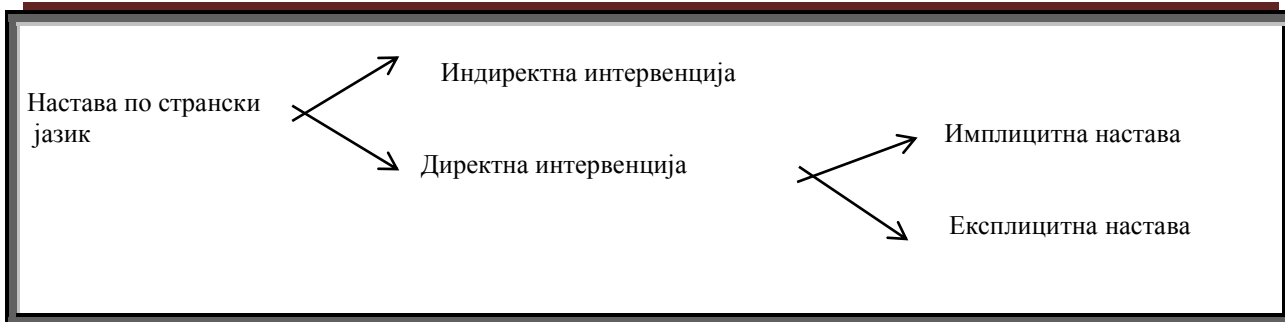 Индиректна интервенција
Настава по странски
јазик
Директна интервенција
Имплицитна настава
Експлицитна настава